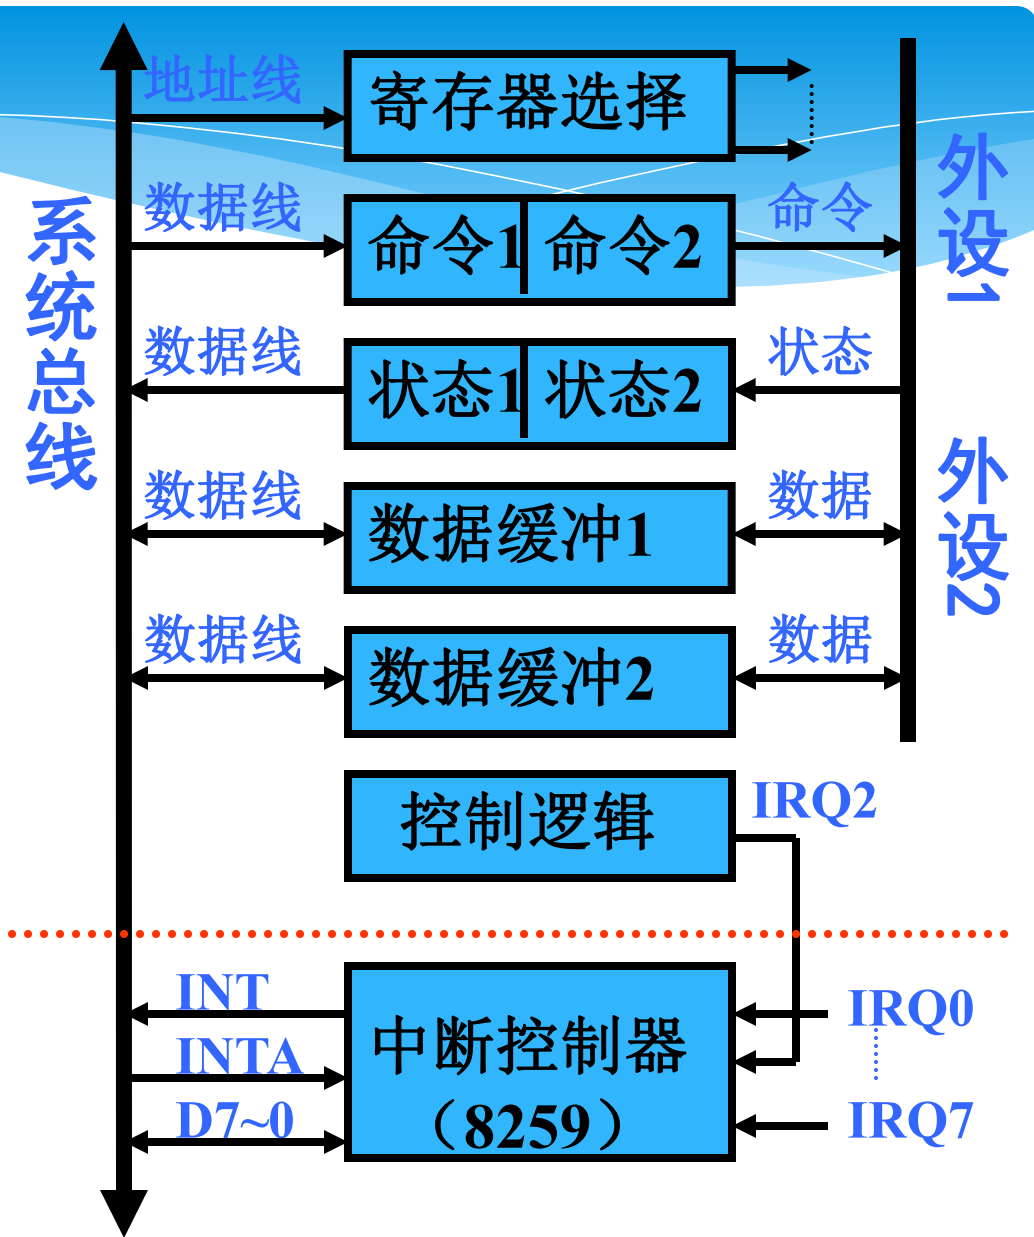 系统总线
地址线
寄存器选择
数据线
命令1 命令2
命令
外设1
数据线
状态1 状态2
状态
数据线
数据缓冲1
数据
外设2
数据线
数据缓冲2
数据
控制逻辑
IRQ2
INT
INTA
D7~0
中断控制器
（8259）
IRQ0
IRQ7